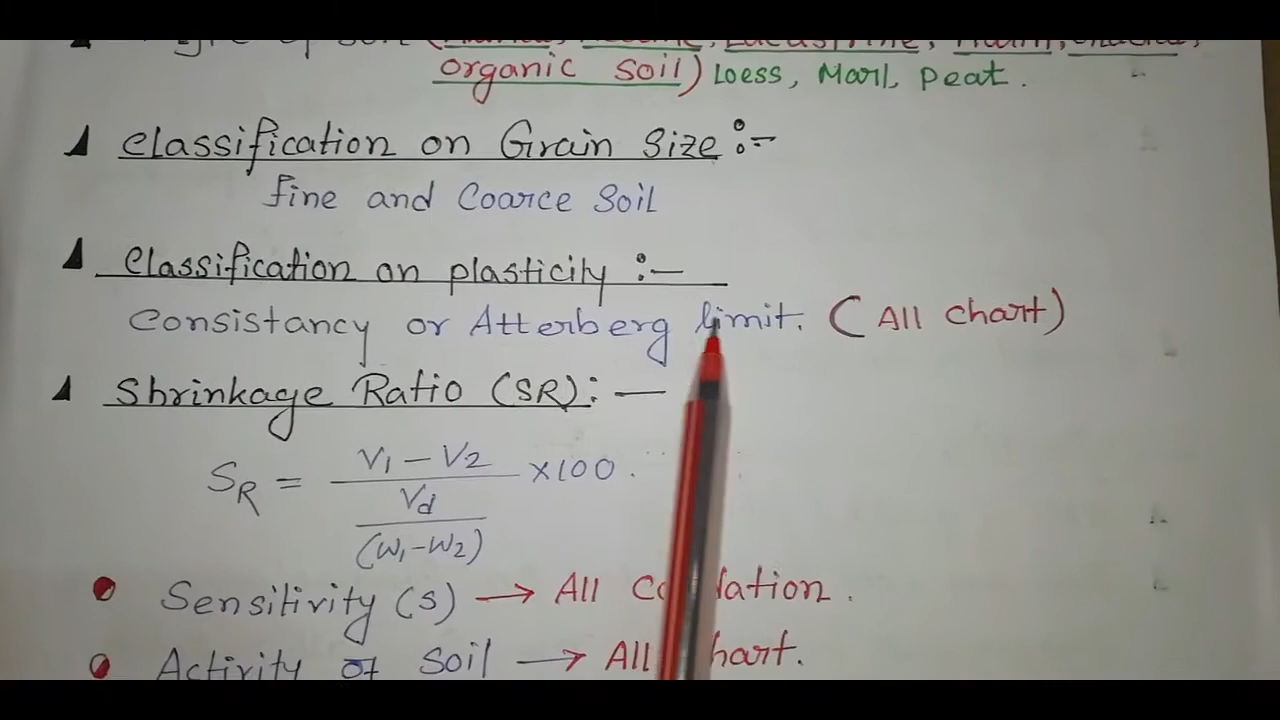 organic soil) Loess, Marl, peat.
Classification on Grain Size :-
fine and Coarce Soil
Classification on plasticity :-
Consistancy or Atterberg limit. (All chart)
Shrinkage Ratio (SR): —
SR = V1 - V2 ×100.
Vd
(W1-W2)
Sensitivity (S) → All
Activity of Soil → All